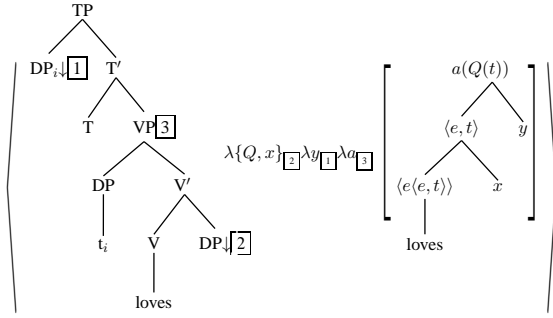 TP
DPᵢ↓ 1 T′ a(Q(t))
T VP 3 ⟨e, t⟩ y
λ{Q, x} 2 λy 1 λa 3
DP V′ ⟨e⟨e, t⟩⟩ x
tᵢ V DP↓ 2 loves
loves